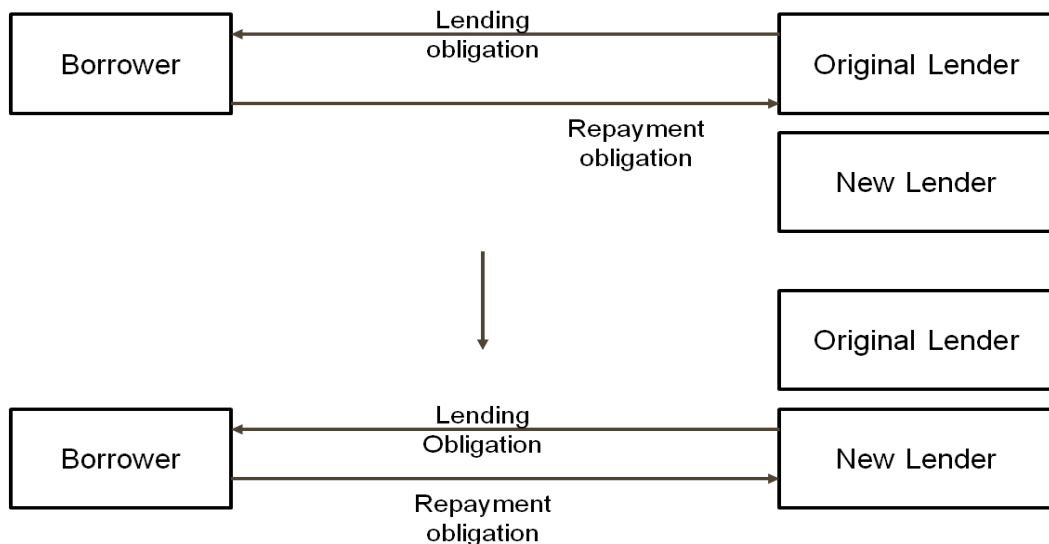 Lending
obligation
Borrower
Original Lender
Repayment
obligation
New Lender
Original Lender
Lending
Obligation
Borrower
New Lender
Repayment
obligation